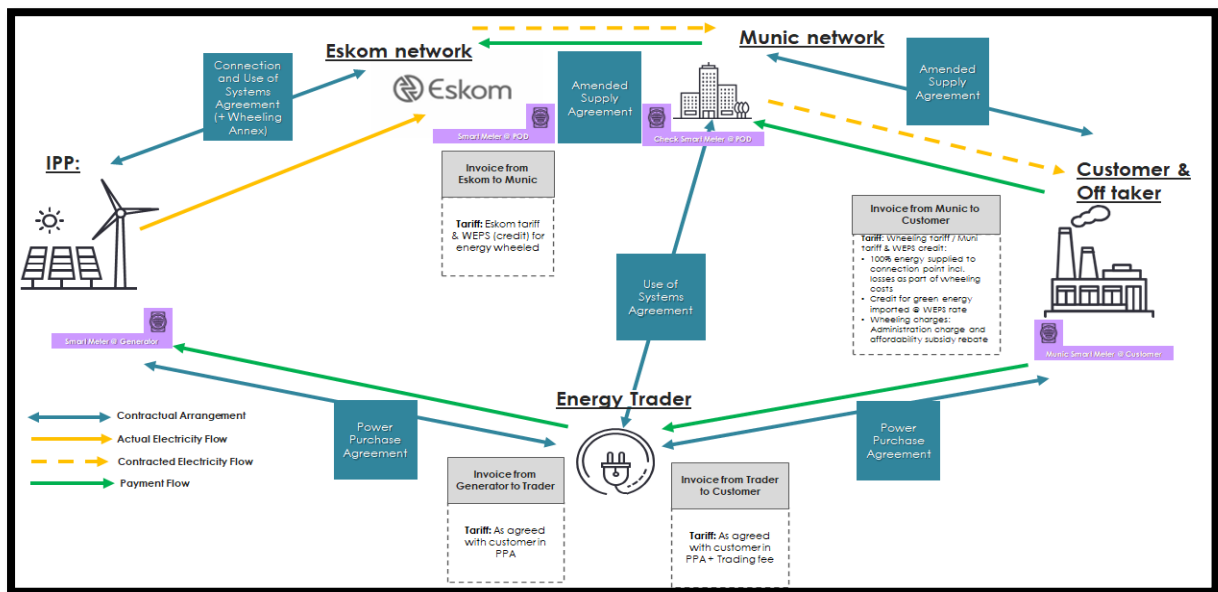 Eskom network
Munic network
Connection
and Use of
Systems
Agreement
(+ Wheeling
Annex)
Eskom
Amended
Supply
Agreement
Amended
Supply
Agreement
Smart Meter @ POD
Check Smart Meter @ POD
IPP:
Customer &
Off taker
Invoice from
Eskom to Munic
Tariff: Eskom tariff
& WEPS (credit) for
energy wheeled
Invoice from Munic to
Customer
Tariff: Wheeling tariff / Muni
tariff & WEPS credit:
• 100% energy supplied to
connection point incl.
losses as part of Wheeling
costs
• Credit for green energy
imported @ WEPS rate
• Wheeling charges:
Administration charge and
affordability subsidy rebate
Use of
Systems
Agreement
Smart Meter @ Generator
Munic Smart Meter @ Customer
Energy Trader
Contractual Arrangement
Actual Electricity Flow
Contracted Electricity Flow
Payment Flow
Power
Purchase
Agreement
Power
Purchase
Agreement
Invoice from
Generator to Trader
Tariff: As agreed
with customer in
PPA
Invoice from Trader
to Customer
Tariff: As agreed
with customer in
PPA + Trading fee